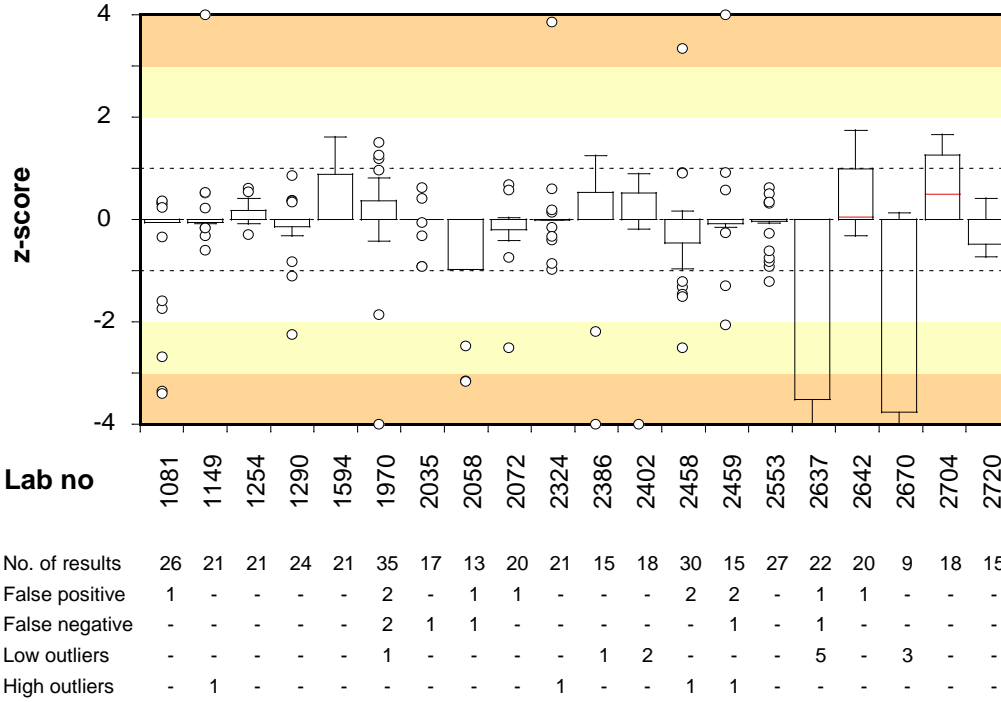 4
2
z-score
0
-2
-4
Lab no 1081 1149 1254 1290 1594 1970 2035 2058 2072 2324 2386 2402 2458 2459 2553 2637 2642 2670 2704 2720
No. of results 26 21 21 24 21 35 17 13 20 21 15 18 30 15 27 22 20 9 18 15
False positive 1 - - - - 2 - 1 1 - - - 2 2 - 1 1 - - -
False negative - - - - - 2 1 1 - - - - - 1 - 1 - - - -
Low outliers - - - - - 1 - - - - 1 2 - - - 5 - 3 - -
High outliers - 1 - - - - - - - 1 - - 1 1 - - - - - -